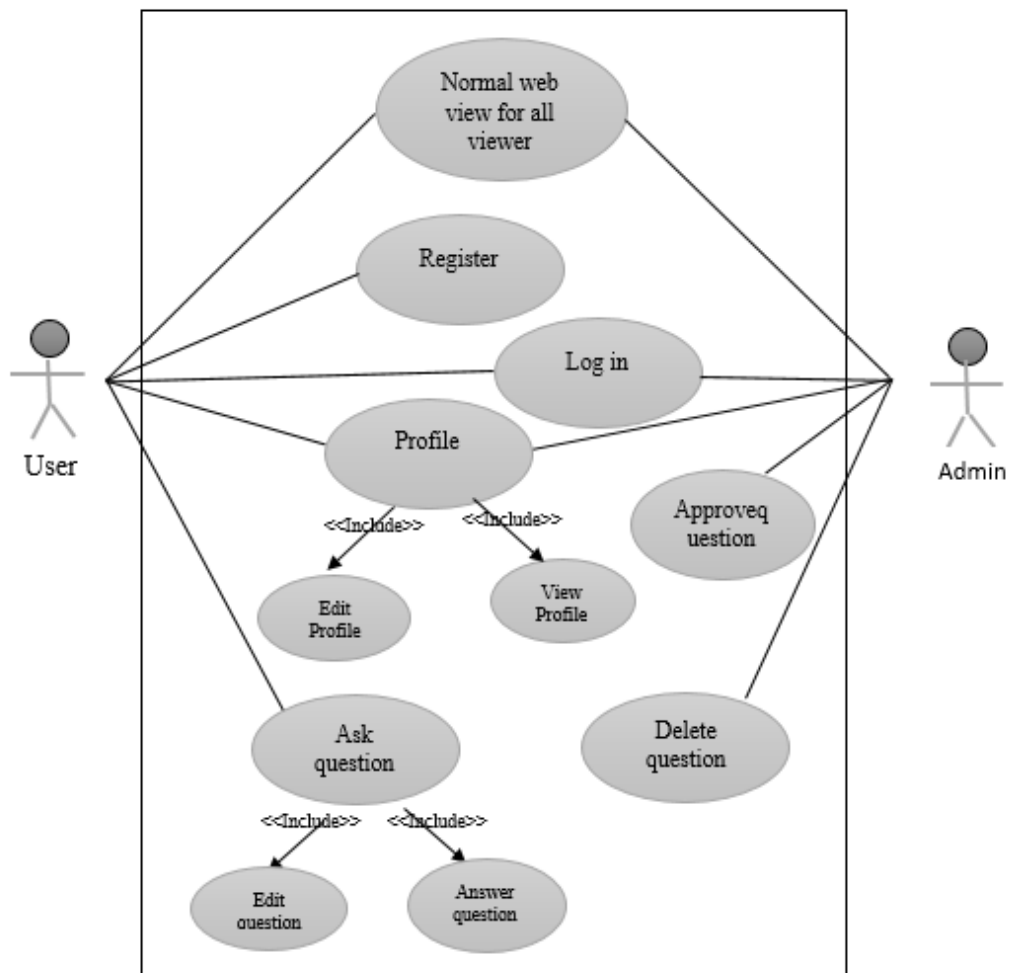 Normal web
view for all
viewer
Register
Log in
User
Admin
Profile
Approveq
uestion
<<Include>>
<<Include>>
Edit
Profile
View
Profile
Ask
question
Delete
question
<<Include>>
<<Include>>
Edit
question
Answer
question